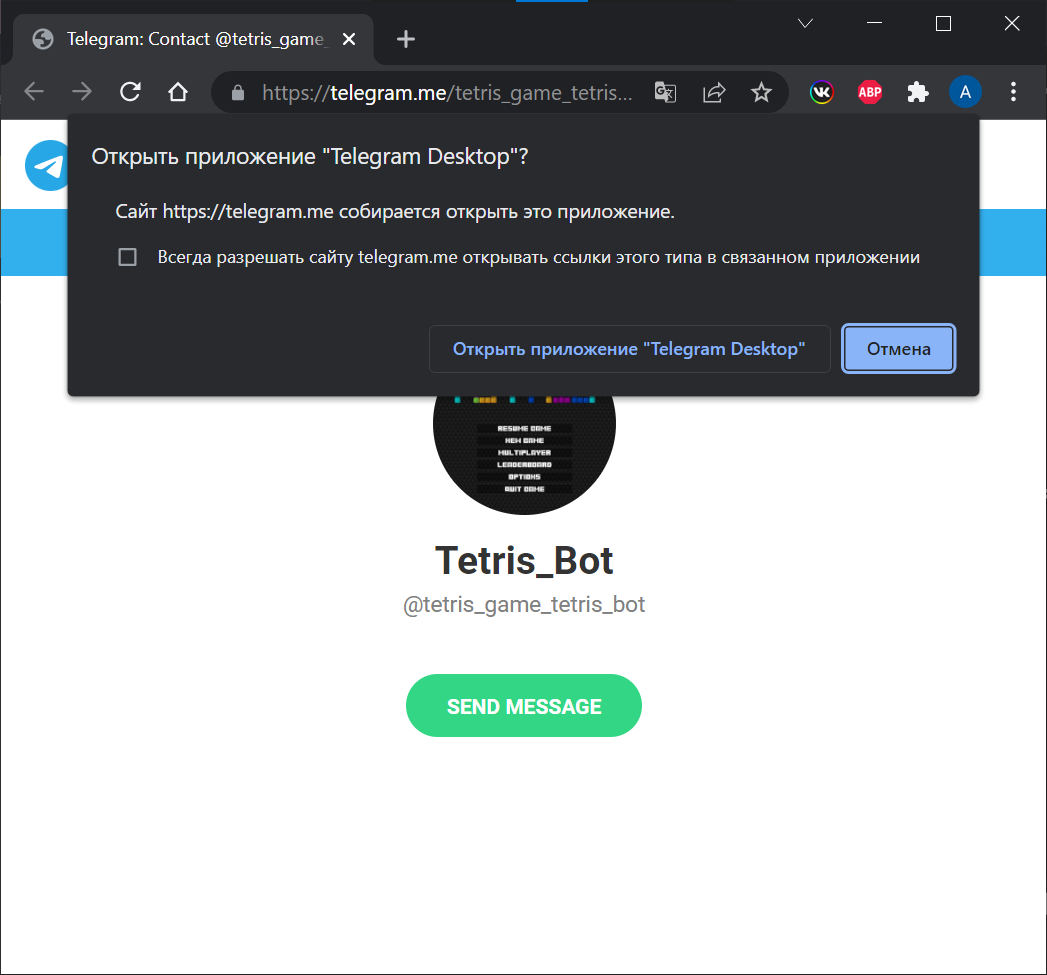 Telegram: Contact @tetris_game_
https://telegram.me/tetris_game_tetris...
VK
ABP
A
Открыть приложение "Telegram Desktop"?
Сайт https://telegram.me собирается открыть это приложение.
Всегда разрешать сайту telegram.me открывать ссылки этого типа в связанном приложении
Открыть приложение "Telegram Desktop"
Отмена
RESUME GAME
NEW GAME
MULTIPLAYER
LEADERBOARD
OPTIONS
QUIT GAME
Tetris_Bot
@tetris_game_tetris_bot
SEND MESSAGE